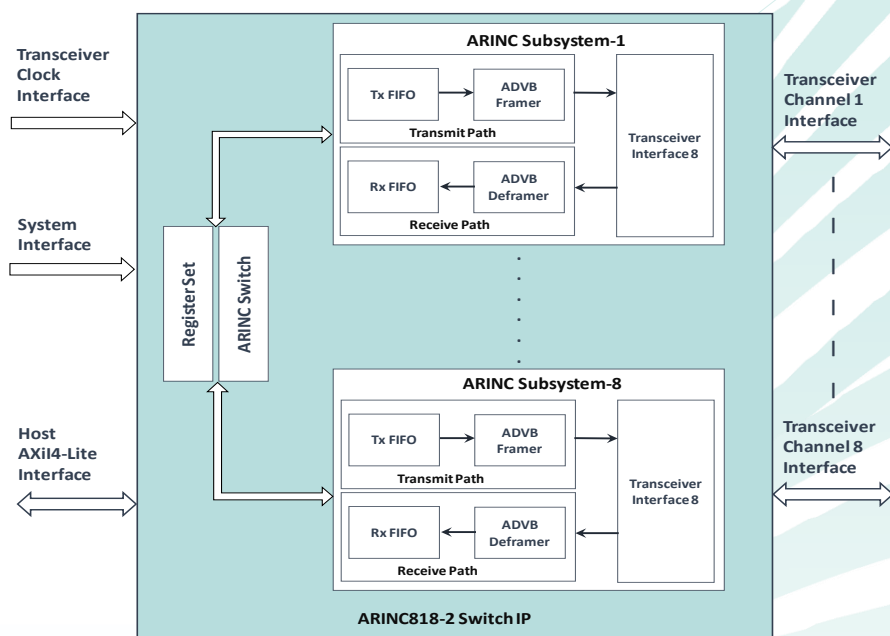 Transceiver
Clock
Interface
System
Interface
Host
AXil4-Lite
Interface
Register Set
ARINC Switch
ARINC Subsystem-1
Tx FIFO
ADVB
Framer
Transmit Path
Rx FIFO
ADVB
Deframer
Receive Path
Transceiver
Interface 8
ARINC Subsystem-8
Tx FIFO
ADVB
Framer
Transmit Path
Rx FIFO
ADVB
Deframer
Receive Path
Transceiver
Interface 8
ARINC818-2 Switch IP
Transceiver
Channel 1
Interface
Transceiver
Channel 8
Interface